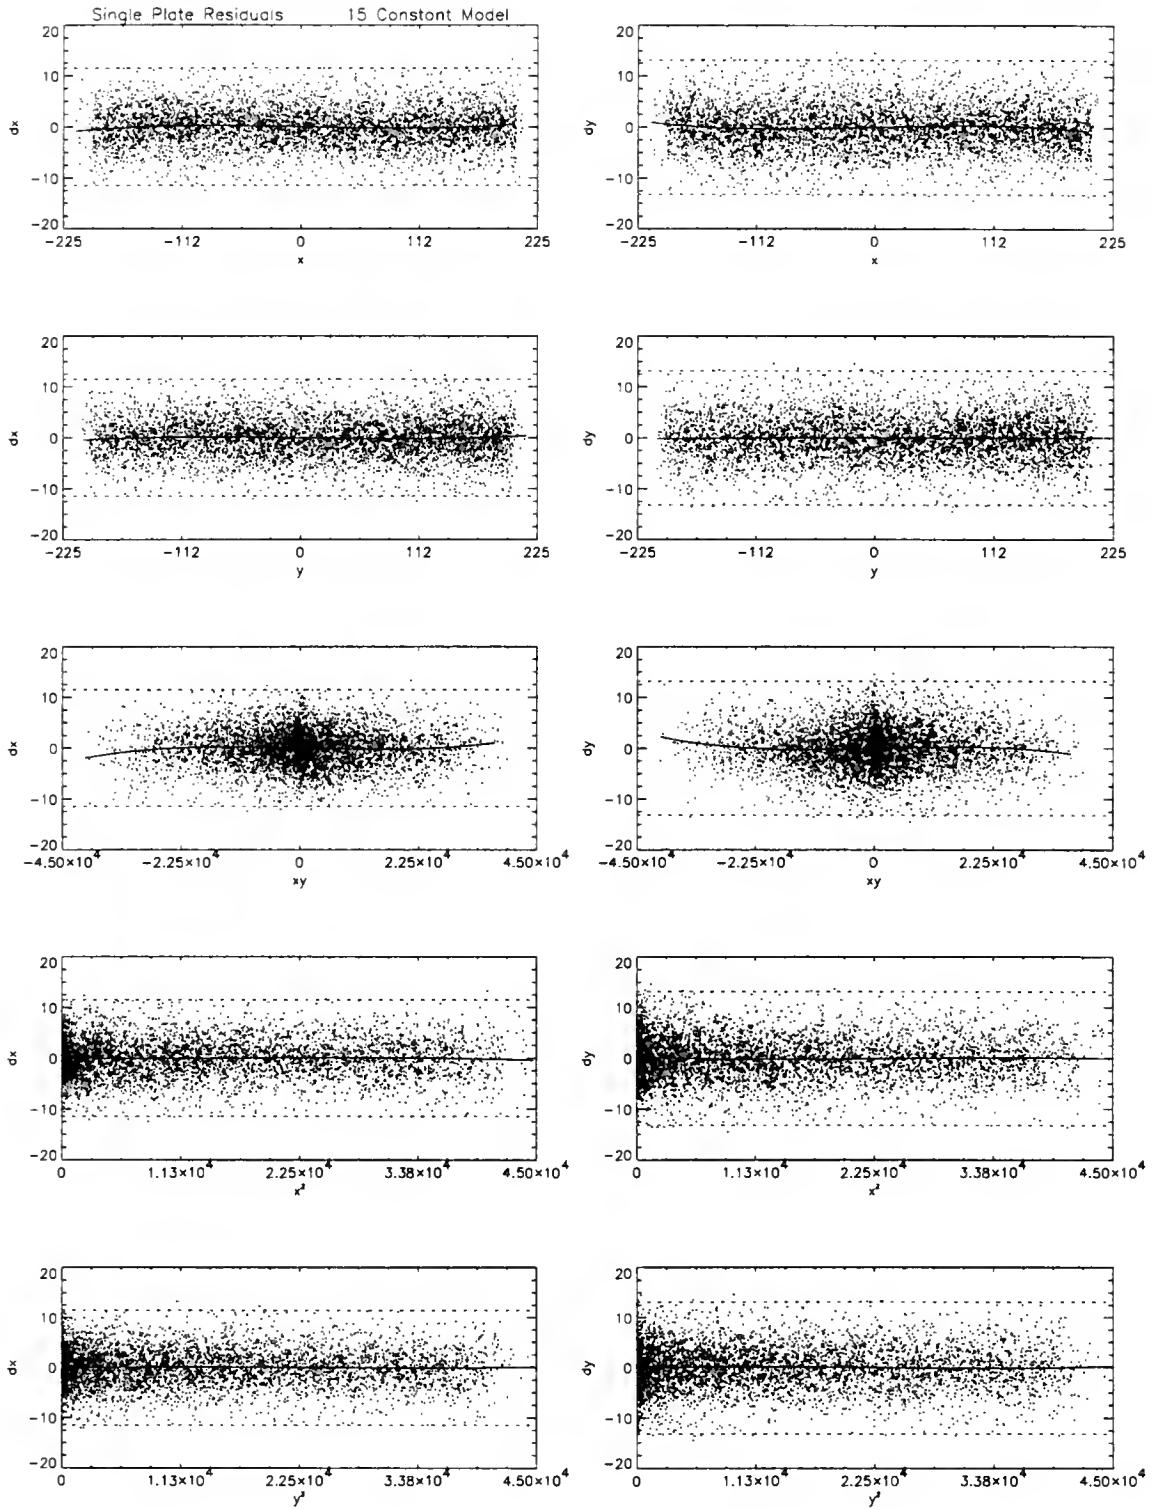 Single Plate Residuals 15 Constont Model
20 20
10 10
dx 0 dy 0
−10 −10
−20 −20
−225 −112 0 112 225 −225 −112 0 112 225
x x
20 20
10 10
dx 0 dy 0
−10 −10
−20 −20
−225 −112 0 112 225 −225 −112 0 112 225
y y
20 20
10 10
dx 0 dy 0
−10 −10
−20 −20
−4.50×10⁴ −2.25×10⁴ 0 2.25×10⁴ 4.50×10⁴ −4.50×10⁴ −2.25×10⁴ 0 2.25×10⁴ 4.50×10⁴
xy xy
20 20
10 10
dx 0 dy 0
−10 −10
−20 −20
0 1.13×10⁴ 2.25×10⁴ 3.38×10⁴ 4.50×10⁴ 0 1.13×10⁴ 2.25×10⁴ 3.38×10⁴ 4.50×10⁴
x² x²
20 20
10 10
dx 0 dy 0
−10 −10
−20 −20
0 1.13×10⁴ 2.25×10⁴ 3.38×10⁴ 4.50×10⁴ 0 1.13×10⁴ 2.25×10⁴ 3.38×10⁴ 4.50×10⁴
y² y²